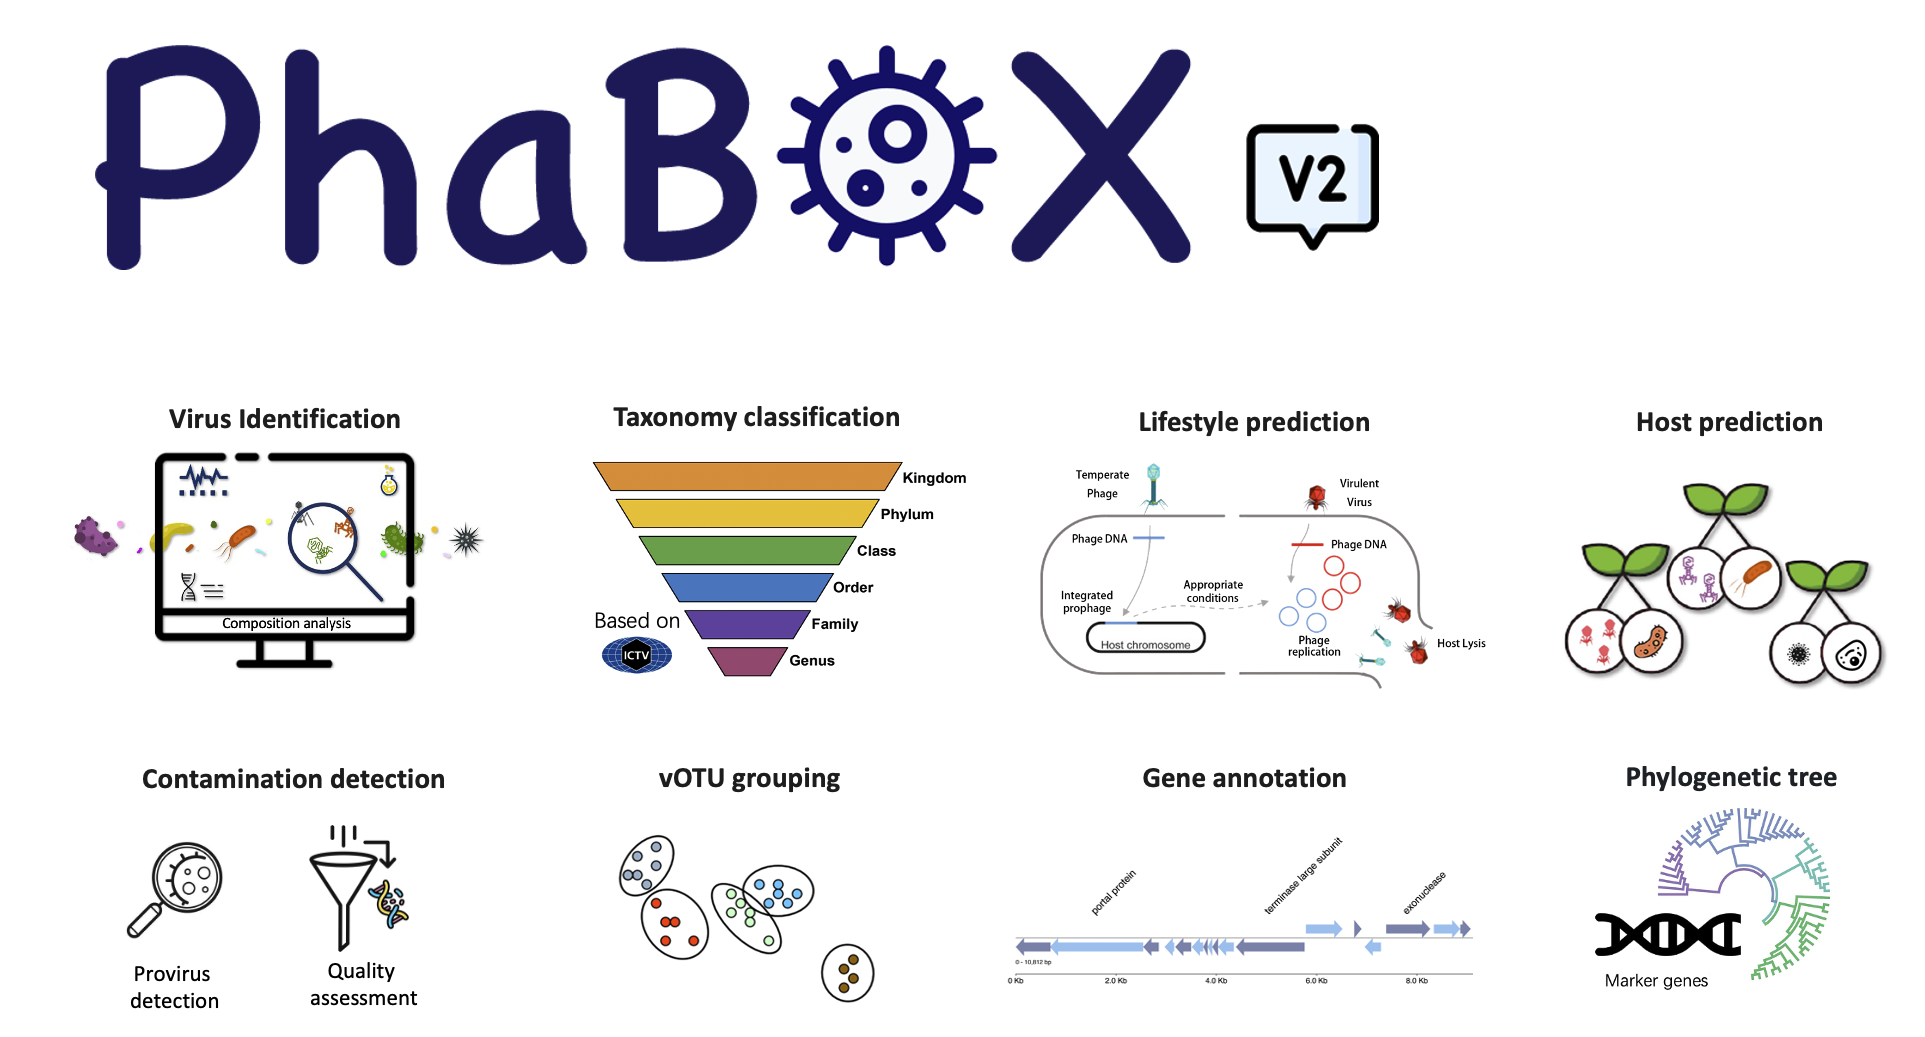 PhaBOX
V2
Virus Identification
Composition analysis
Taxonomy classification
Kingdom
Phylum
Class
Order
Family
Genus
Based on
ICTV
Lifestyle prediction
Temperate
Phage
Virulent
Virus
Phage DNA
Phage DNA
Integrated
prophage
Appropriate
conditions
Host chromosome
Phage
replication
Host Lysis
Host prediction
Contamination detection
Provirus
detection
Quality
assessment
vOTU grouping
Gene annotation
portal protein
terminase large subunit
exonuclease
0 - 10,812 bp
0 Kb
2.0 Kb
4.0 Kb
6.0 Kb
8.0 Kb
Phylogenetic tree
Marker genes